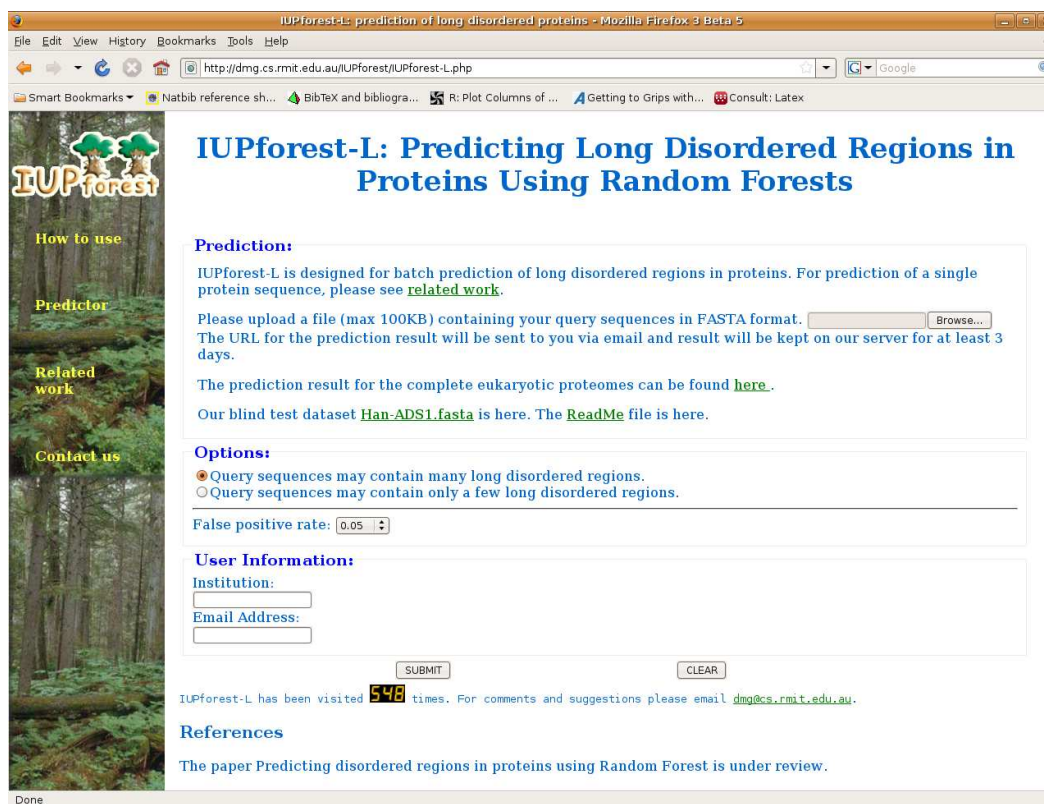 IUPforest-L: prediction of long disordered proteins - Mozilla Firefox 3 Beta 5
File Edit View History Bookmarks Tools Help
http://dmg.cs.rmit.edu.au/IUPforest/IUPforest-L.php
Google
Smart Bookmarks Natbib reference sh... BibTeX and bibliogra... R: Plot Columns of ... Getting to Grips with... Consult: Latex
IUPforest
How to use
Predictor
Related
work
Contact us
IUPforest-L: Predicting Long Disordered Regions in
Proteins Using Random Forests
Prediction:
IUPforest-L is designed for batch prediction of long disordered regions in proteins. For prediction of a single
protein sequence, please see related work.
Please upload a file (max 100KB) containing your query sequences in FASTA format. Browse...
The URL for the prediction result will be sent to you via email and result will be kept on our server for at least 3
days.
The prediction result for the complete eukaryotic proteomes can be found here .
Our blind test dataset Han-ADS1.fasta is here. The ReadMe file is here.
Options:
Query sequences may contain many long disordered regions.
Query sequences may contain only a few long disordered regions.
False positive rate: 0.05
User Information:
Institution:
Email Address:
SUBMIT CLEAR
IUPforest-L has been visited 548 times. For comments and suggestions please email dmg@cs.rmit.edu.au.
References
The paper Predicting disordered regions in proteins using Random Forest is under review.
Done